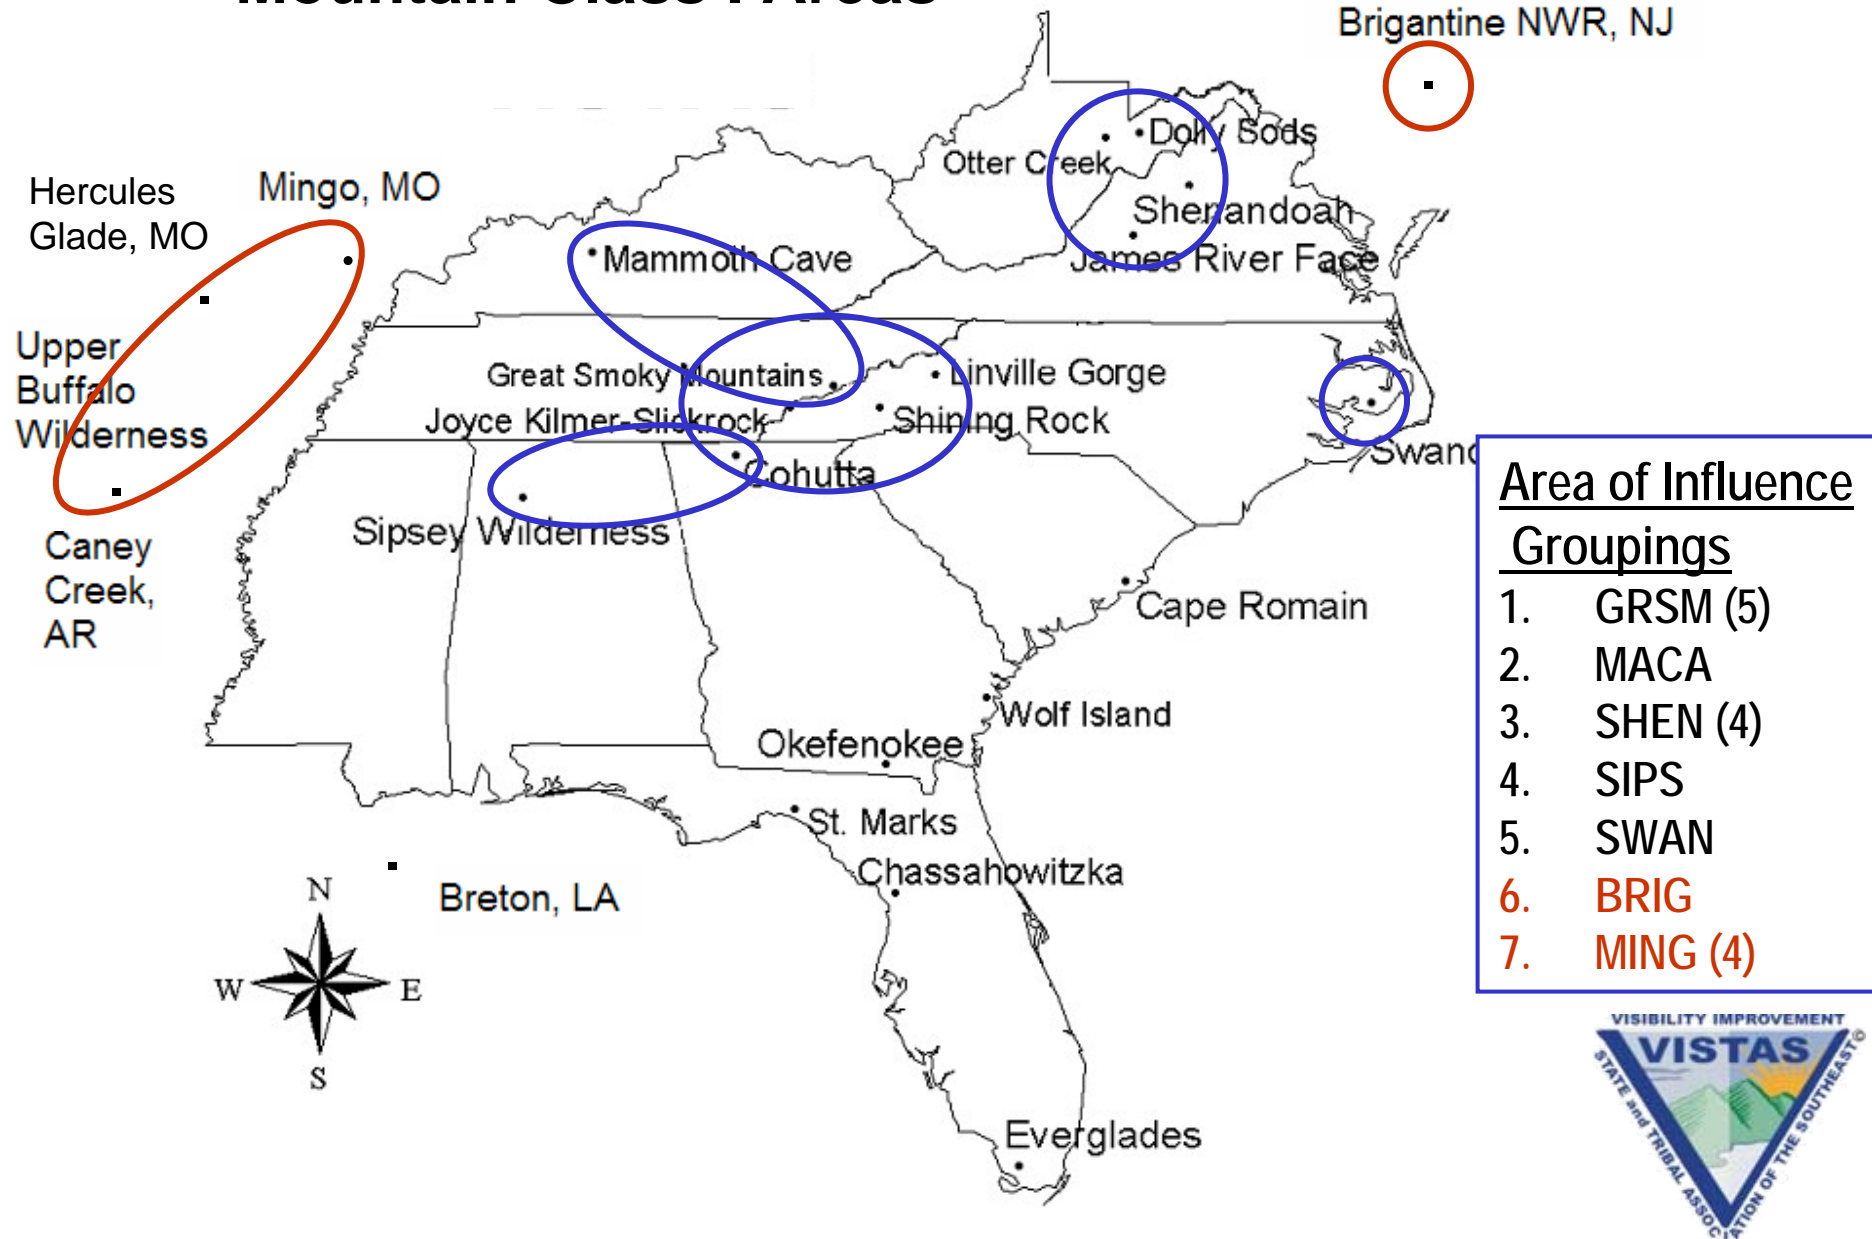 Mountain Class I Areas
Brigantine NWR, NJ
Dolly Sods
Otter Creek
Hercules
Glade, MO
Mingo, MO
Shenandoah
James River Face
Mammoth Cave
Upper
Buffalo
Wilderness
Great Smoky Mountains
Linville Gorge
Joyce Kilmer-Slickrock
Shining Rock
Swanc
Cohutta
Sipsey Wilderness
Caney
Creek,
AR
Cape Romain
Wolf Island
Okefenokee
St. Marks
Chassahowitzka
Breton, LA
Everglades
N
W
E
S
Area of Influence
Groupings
1. GRSM (5)
2. MACA
3. SHEN (4)
4. SIPS
5. SWAN
6. BRIG
7. MING (4)
VISIBILITY IMPROVEMENT
VISTAS
STATE and TRIBAL ASSOCIATION OF THE SOUTHEAST